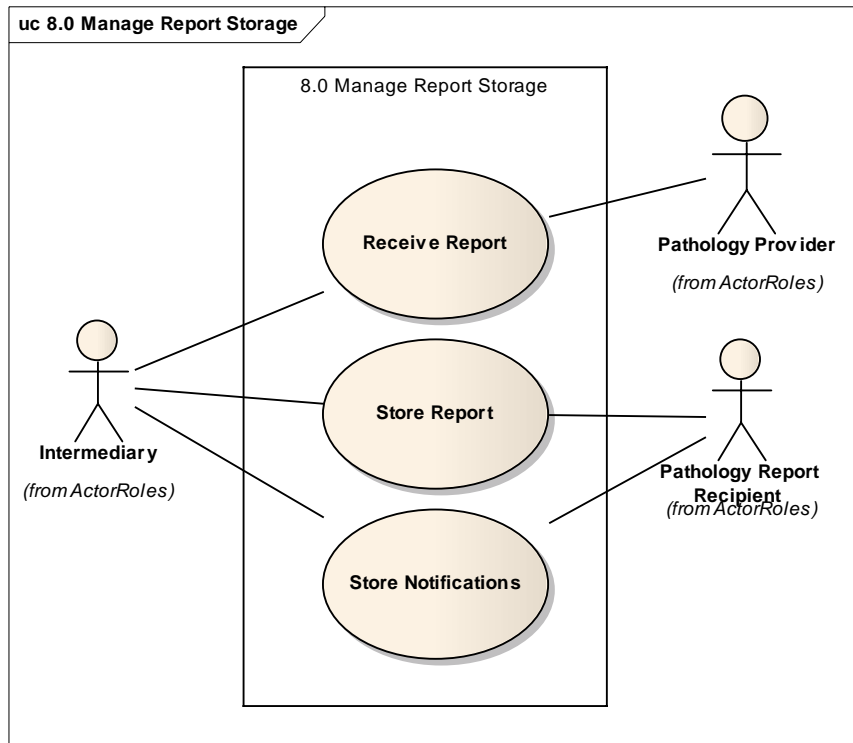 uc 8.0 Manage Report Storage
8.0 Manage Report Storage
Receive Report
Pathology Provider
(from ActorRoles)
Intermediary
(from ActorRoles)
Store Report
Pathology Report
Recipient
(from ActorRoles)
Store Notifications